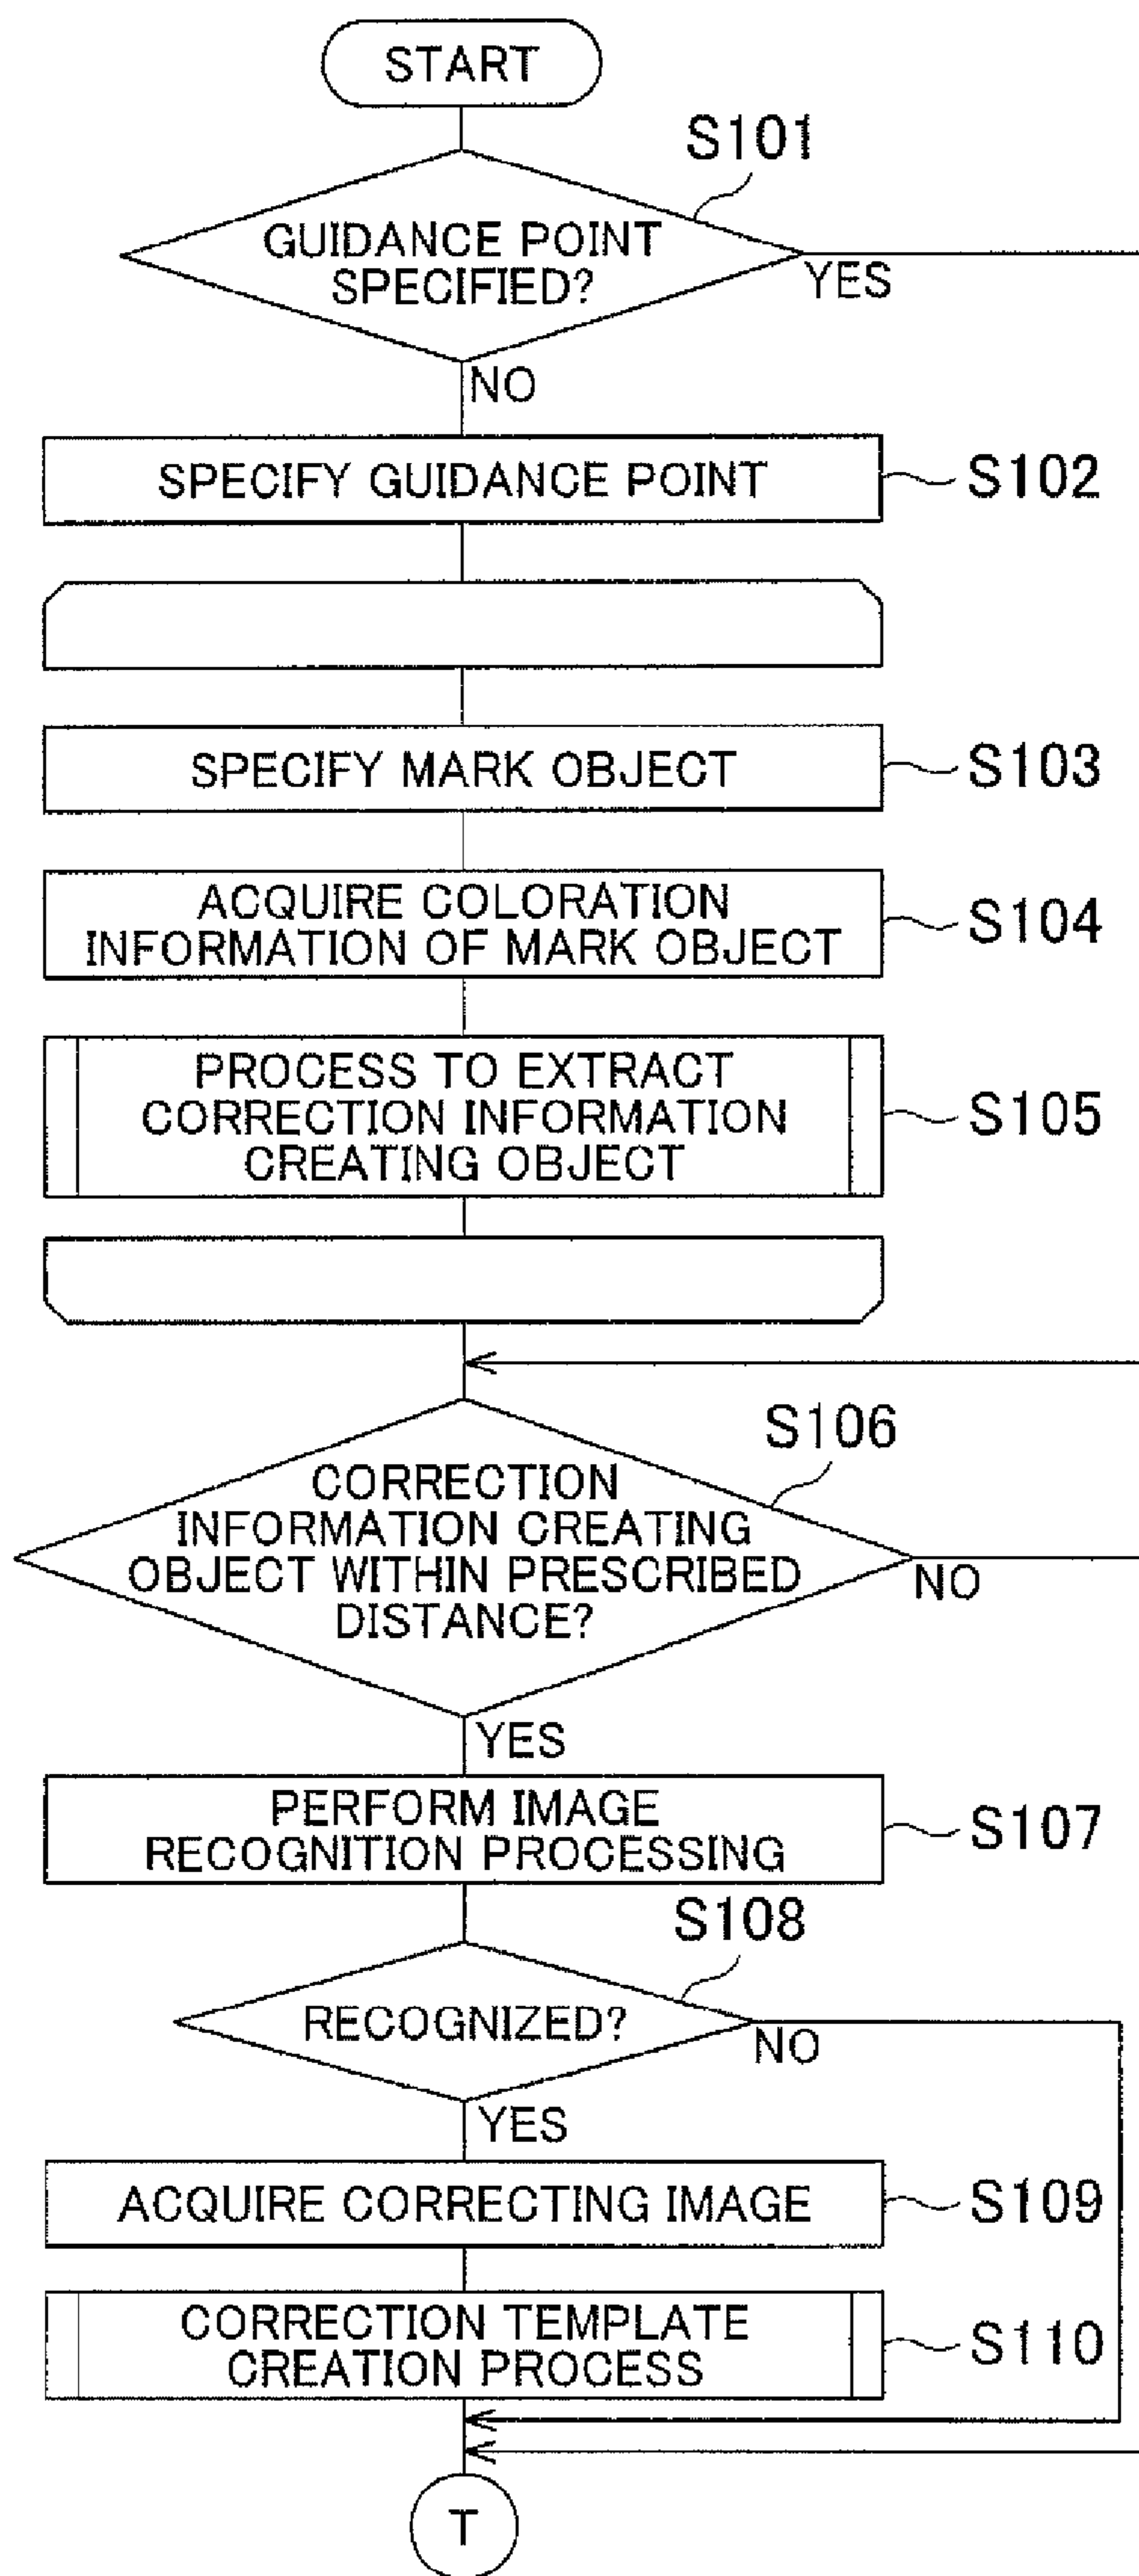 START
S101
GUIDANCE POINT
SPECIFIED?
YES
NO
SPECIFY GUIDANCE POINT
S102
SPECIFY MARK OBJECT
S103
ACQUIRE COLORATION
INFORMATION OF MARK OBJECT
S104
PROCESS TO EXTRACT
CORRECTION INFORMATION
CREATING OBJECT
S105
S106
CORRECTION
INFORMATION CREATING
OBJECT WITHIN PRESCRIBED
DISTANCE?
NO
YES
PERFORM IMAGE
RECOGNITION PROCESSING
S107
S108
RECOGNIZED?
NO
YES
ACQUIRE CORRECTING IMAGE
S109
CORRECTION TEMPLATE
CREATION PROCESS
S110
T